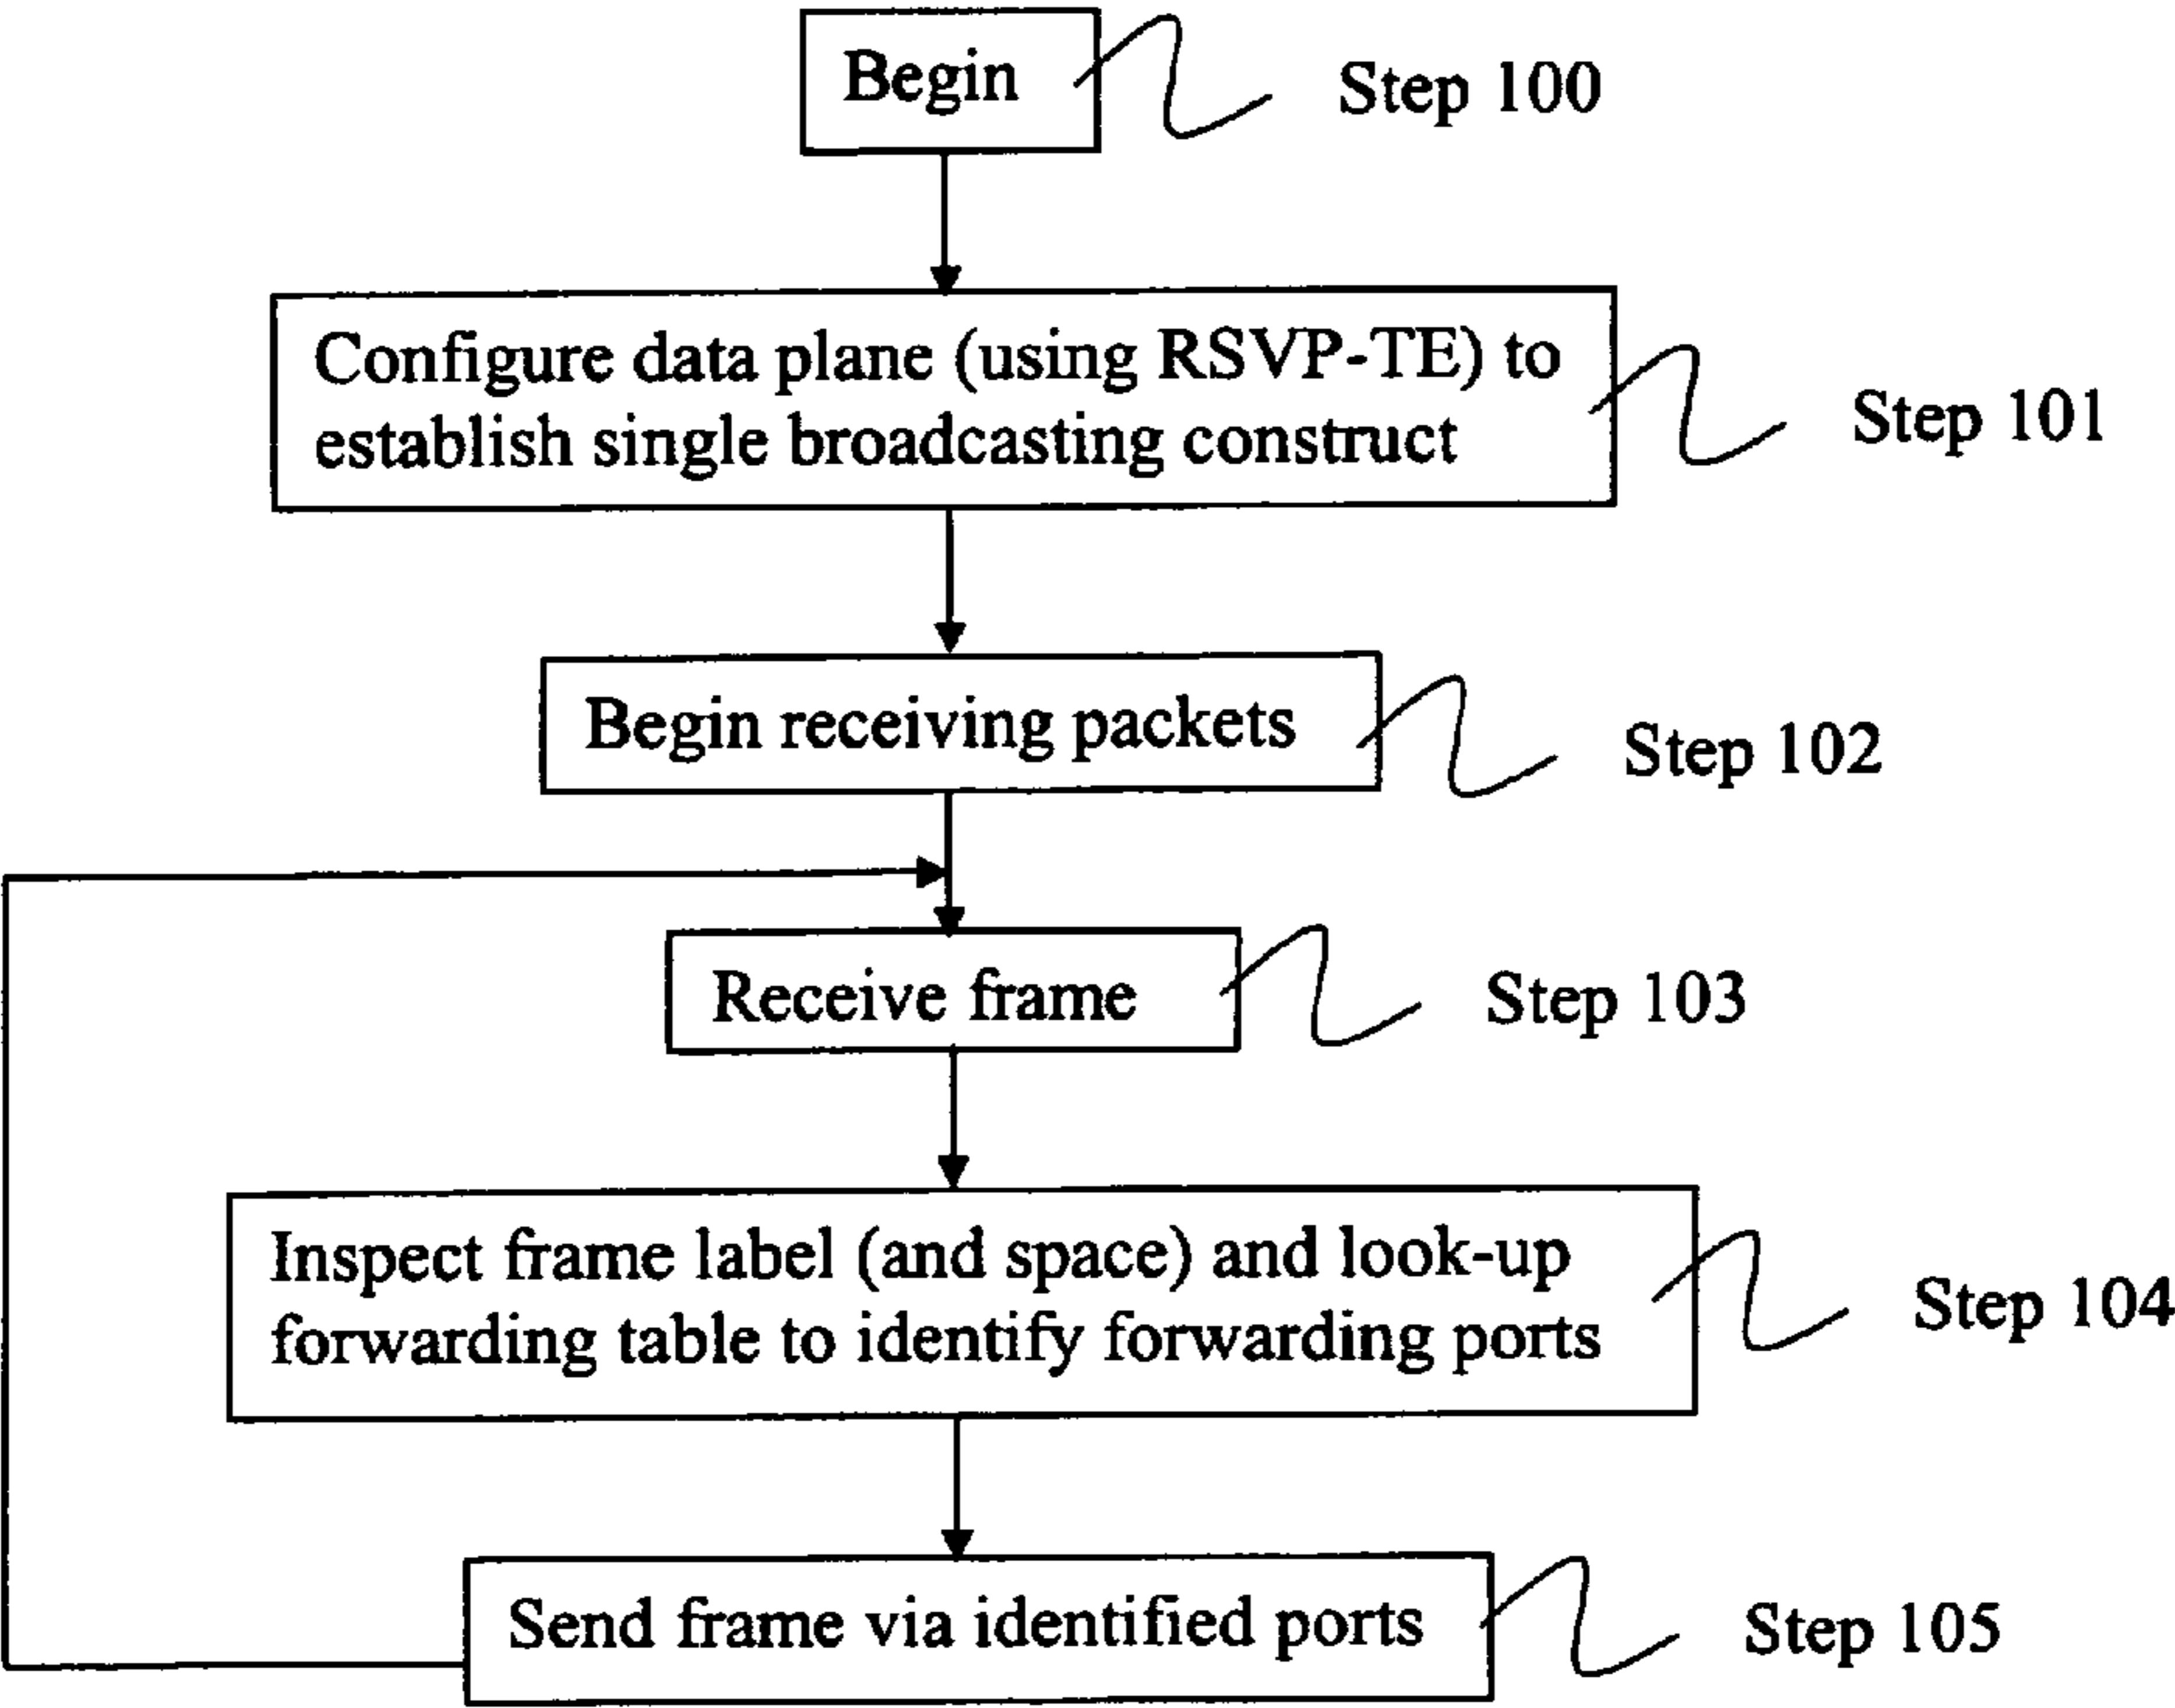 Begin
Step 100
Configure data plane (using RSVP-TE) to
establish single broadcasting construct
Step 101
Begin receiving packets
Step 102
Receive frame
Step 103
Inspect frame label (and space) and look-up
forwarding table to identify forwarding ports
Step 104
Send frame via identified ports
Step 105